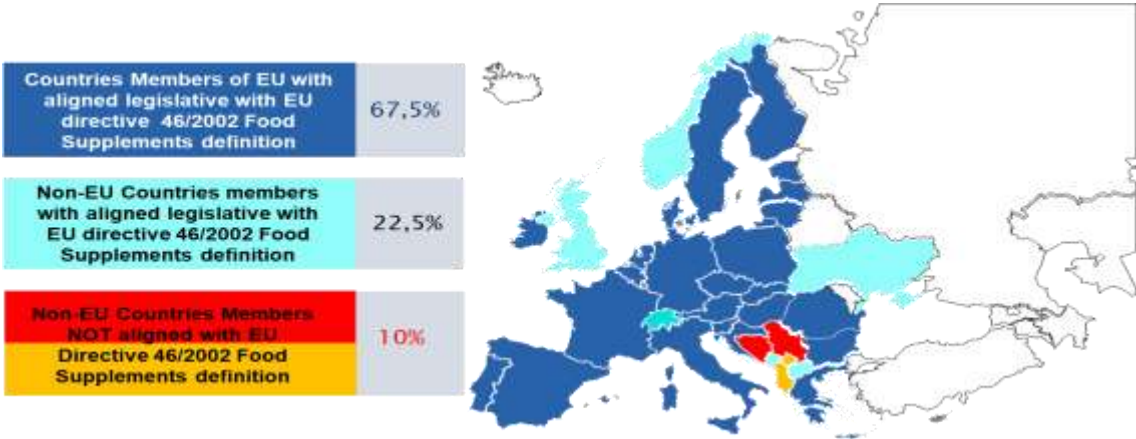 Countries Members of EU with
aligned legislative with EU
directive 46/2002 Food
Supplements definition
67,5%
Non-EU Countries members
with aligned legislative with
EU directive 46/2002 Food
Supplements definition
22,5%
Non-EU Countries Members
NOT aligned with EU
Directive 46/2002 Food
Supplements definition
10%